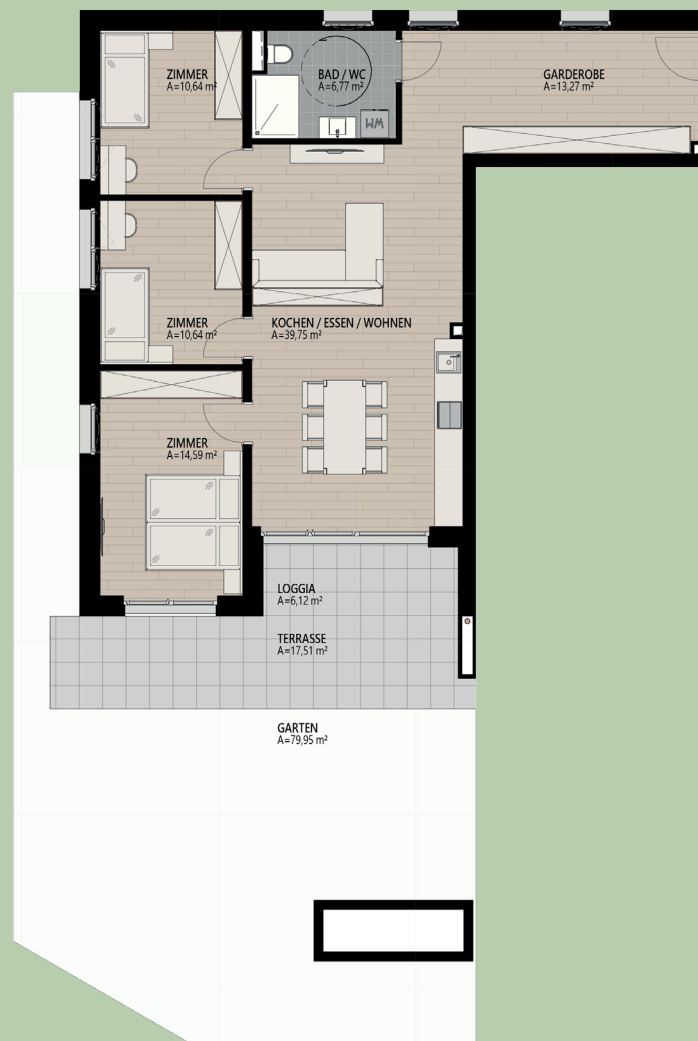 ZIMMER
A=10,64 m²
BAD / WC
A=6,77 m²
GARDEROBE
A=13,27 m²
WM
ZIMMER
A=10,64 m²
KOCHEN / ESSEN / WOHNEN
A=39,75 m²
ZIMMER
A=14,59 m²
LOGGIA
A=6,12 m²
TERRASSE
A=17,51 m²
GARTEN
A=79,95 m²